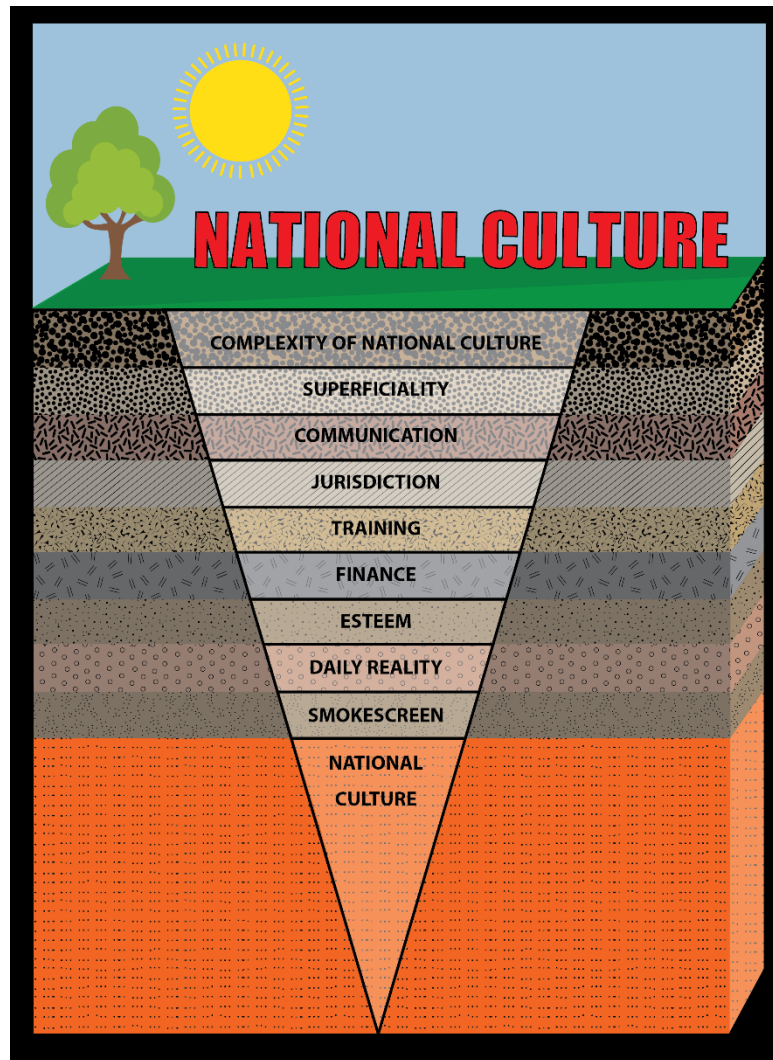 NATIONAL CULTURE
COMPLEXITY OF NATIONAL CULTURE
SUPERFICIALITY
COMMUNICATION
JURISDICTION
TRAINING
FINANCE
ESTEEM
DAILY REALITY
SMOKESCREEN
NATIONAL
CULTURE